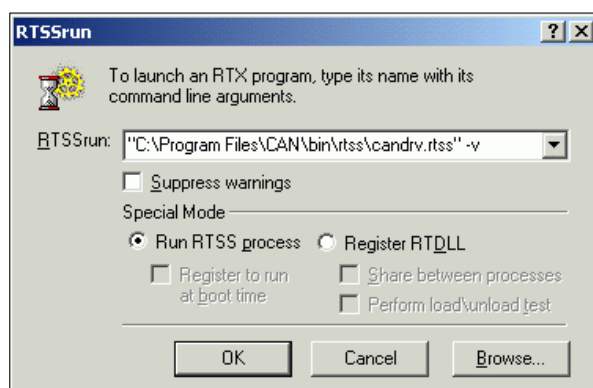 RTSSrun
To launch an RTX program, type its name with its
command line arguments.
RTSSrun: "C:\Program Files\CAN\bin\rtss\candrv.rtss" -v
Suppress warnings
Special Mode
Run RTSS process Register RTDLL
Register to run
at boot time
Share between processes
Perform load\unload test
OK Cancel Browse...